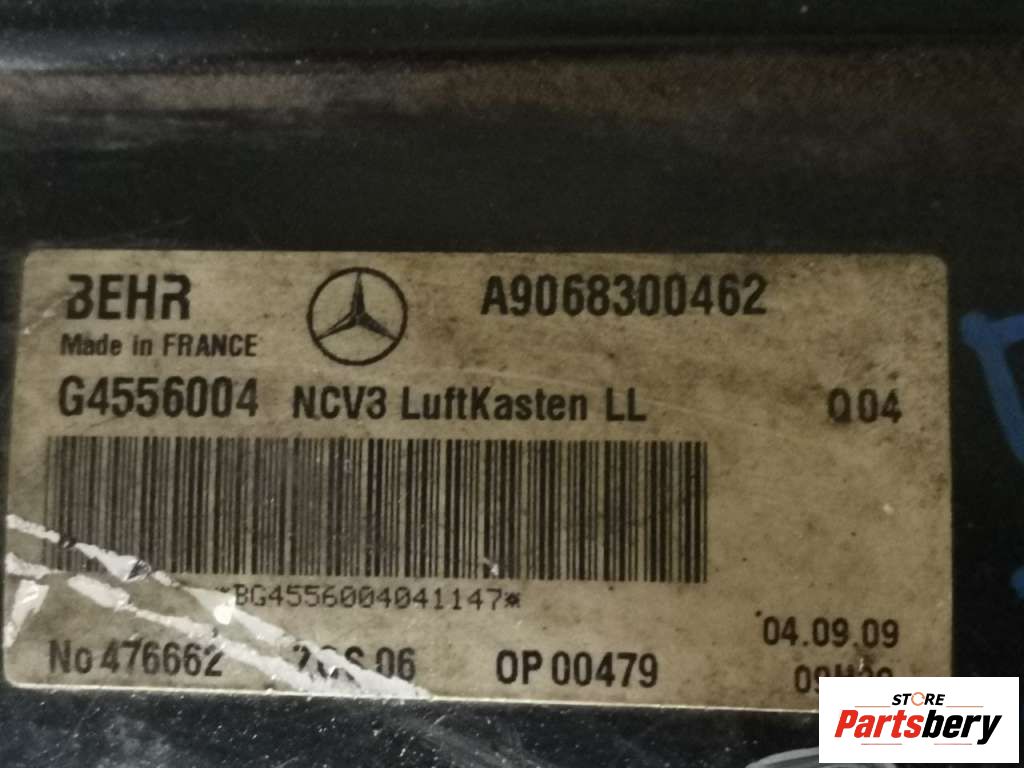 BEHR A9068300462
Made in FRANCE
G4556004 NCV3 LuftKasten LL Q04
*BG4556004041147*
No 476662 06 OP 00479
04.09.09
STORE
Partsbery